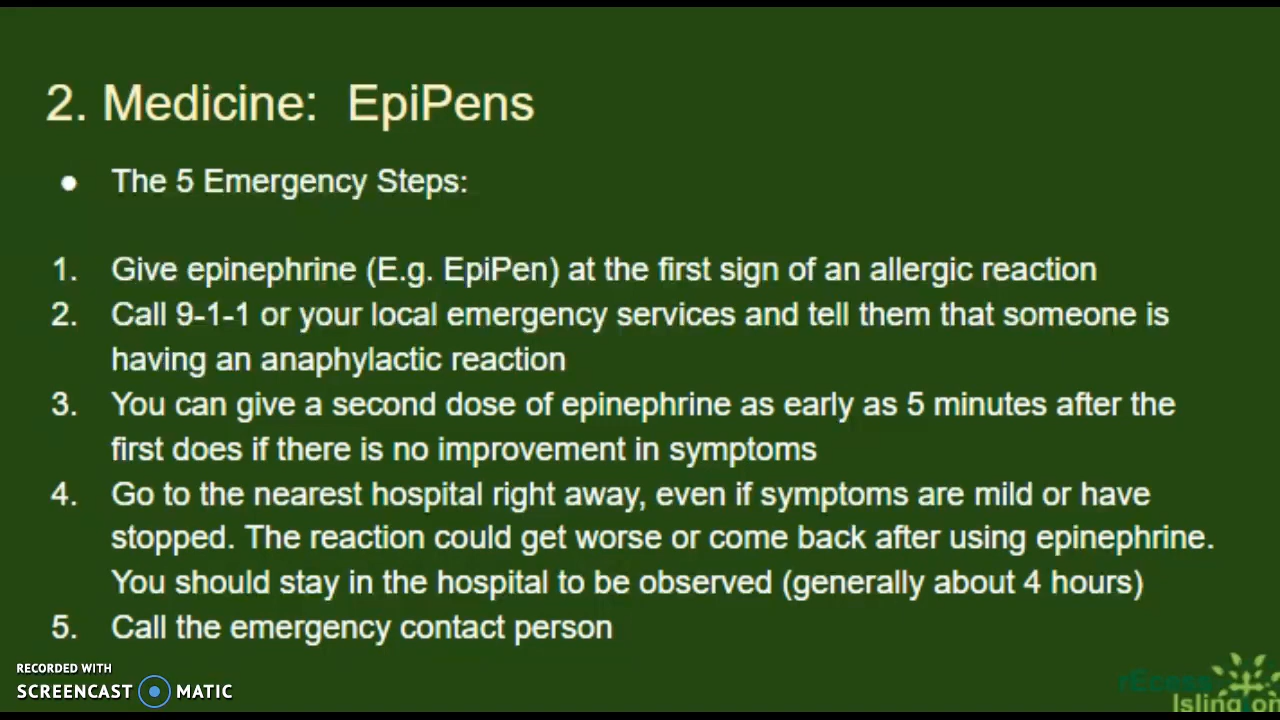 2. Medicine:  EpiPens
● The 5 Emergency Steps:
1. Give epinephrine (E.g. EpiPen) at the first sign of an allergic reaction
2. Call 9-1-1 or your local emergency services and tell them that someone is
having an anaphylactic reaction
3. You can give a second dose of epinephrine as early as 5 minutes after the
first does if there is no improvement in symptoms
4. Go to the nearest hospital right away, even if symptoms are mild or have
stopped. The reaction could get worse or come back after using epinephrine.
You should stay in the hospital to be observed (generally about 4 hours)
5. Call the emergency contact person
RECORDED WITH
SCREENCAST MATIC
rEcess